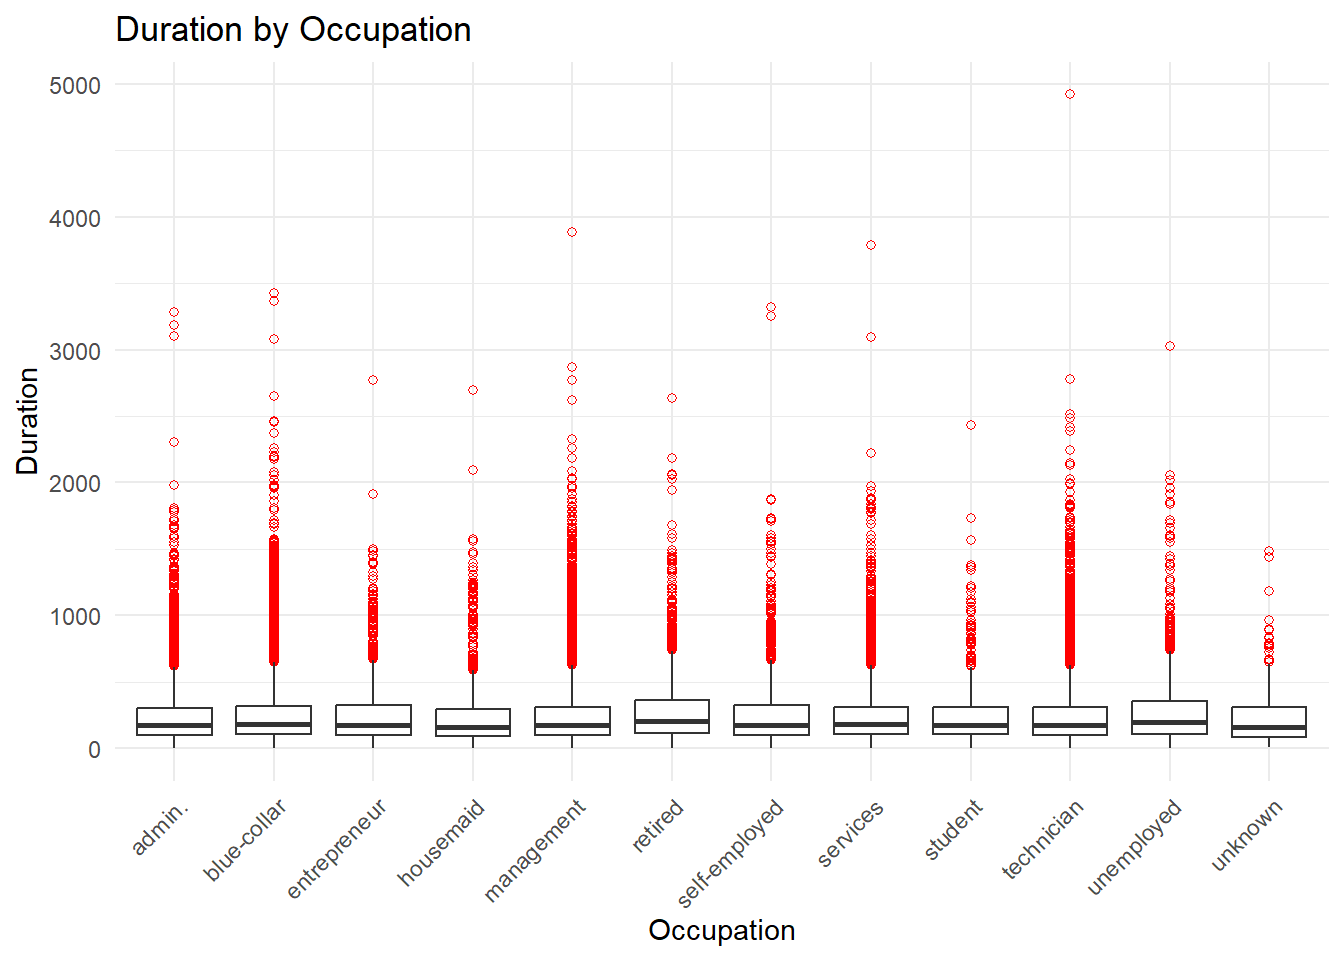 Duration by Occupation
5000
4000
3000
2000
1000
0
Duration
admin.
blue-collar
entrepreneur
housemaid
management
retired
self-employed
services
student
technician
unemployed
unknown
Occupation